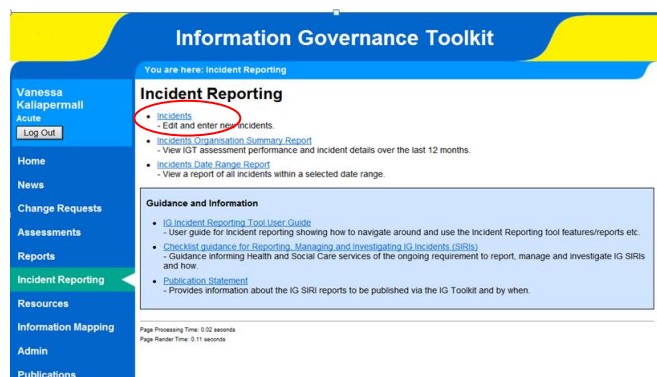 Information Governance Toolkit
You are here: Incident Reporting
Vanessa
Kaliapermall
Acute
Log Out
Home
News
Change Requests
Assessments
Reports
Incident Reporting
Resources
Information Mapping
Admin
Publications
Incident Reporting
• Incidents
- Edit and enter new incidents.
• Incidents Organisation Summary Report
- View IGT assessment performance and incident details over the last 12 months.
• Incidents Date Range Report
- View a report of all incidents within a selected date range.
Guidance and Information
• IG Incident Reporting Tool User Guide
- User guide for Incident reporting showing how to navigate around and use the Incident Reporting tool features/reports etc.
• Checklist guidance for Reporting, Managing and Investigating IG Incidents (SIRIs)
- Guidance informing Health and Social Care services of the ongoing requirement to report, manage and investigate IG SIRIs
and how.
• Publication Statement
- Provides information about the IG SIRI reports to be published via the IG Toolkit and by when.
Page Processing Time: 0.02 seconds
Page Render Time: 0.11 seconds